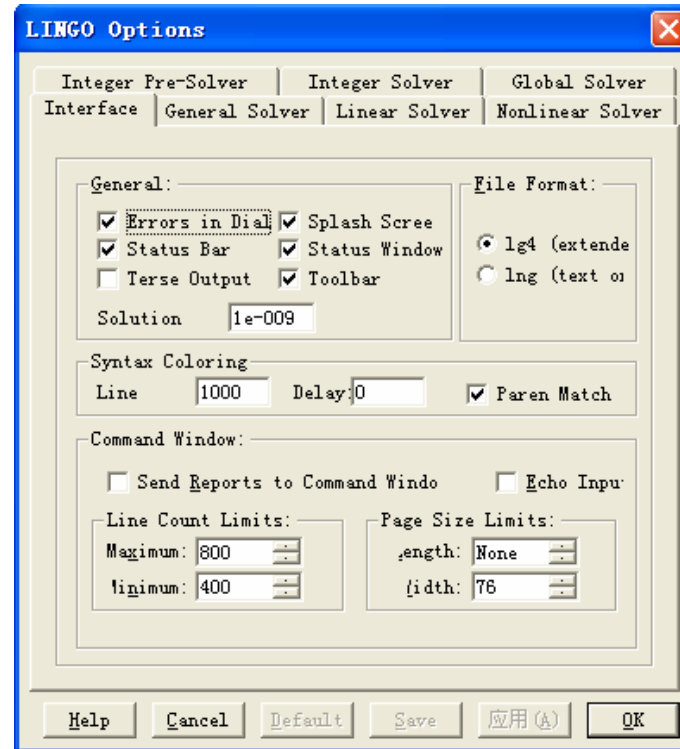 LINGO Options
Integer Pre-Solver Integer Solver Global Solver
Interface General Solver Linear Solver Nonlinear Solver
General: File Format:
Errors in Dial Splash Scree
Status Bar Status Window lg4 (extende
Terse Output Toolbar lng (text
Solution 1e-009
Syntax Coloring
Line 1000 Delay: 0 Paren Match
Command Window:
Send Reports to Command Windo Echo Inpu
Line Count Limits: Page Size Limits:
Maximum: 800 ength: None
inimum: 400 idth: 76
Help Cancel Default Save 应用(A) OK